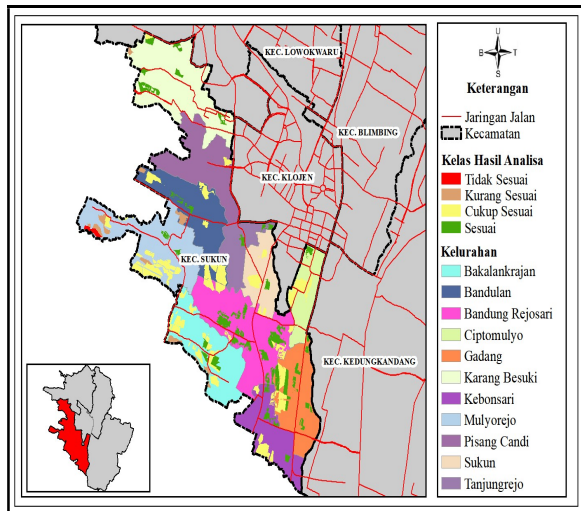 KEC. LOWOKWARU
KEC. BLIMBING
KEC. KLOJEN
KEC. SUKUN
KEC. KEDUNGKANDANG
U
B T
S
Keterangan
Jaringan Jalan
Kecamatan
Kelas Hasil Analisa
Tidak Sesuai
Kurang Sesuai
Cukup Sesuai
Sesuai
Kelurahan
Bakalankrajan
Bandulan
Bandung Rejosari
Ciptomulyo
Gadang
Karang Besuki
Kebonsari
Mulyorejo
Pisang Candi
Sukun
Tanjungrejo